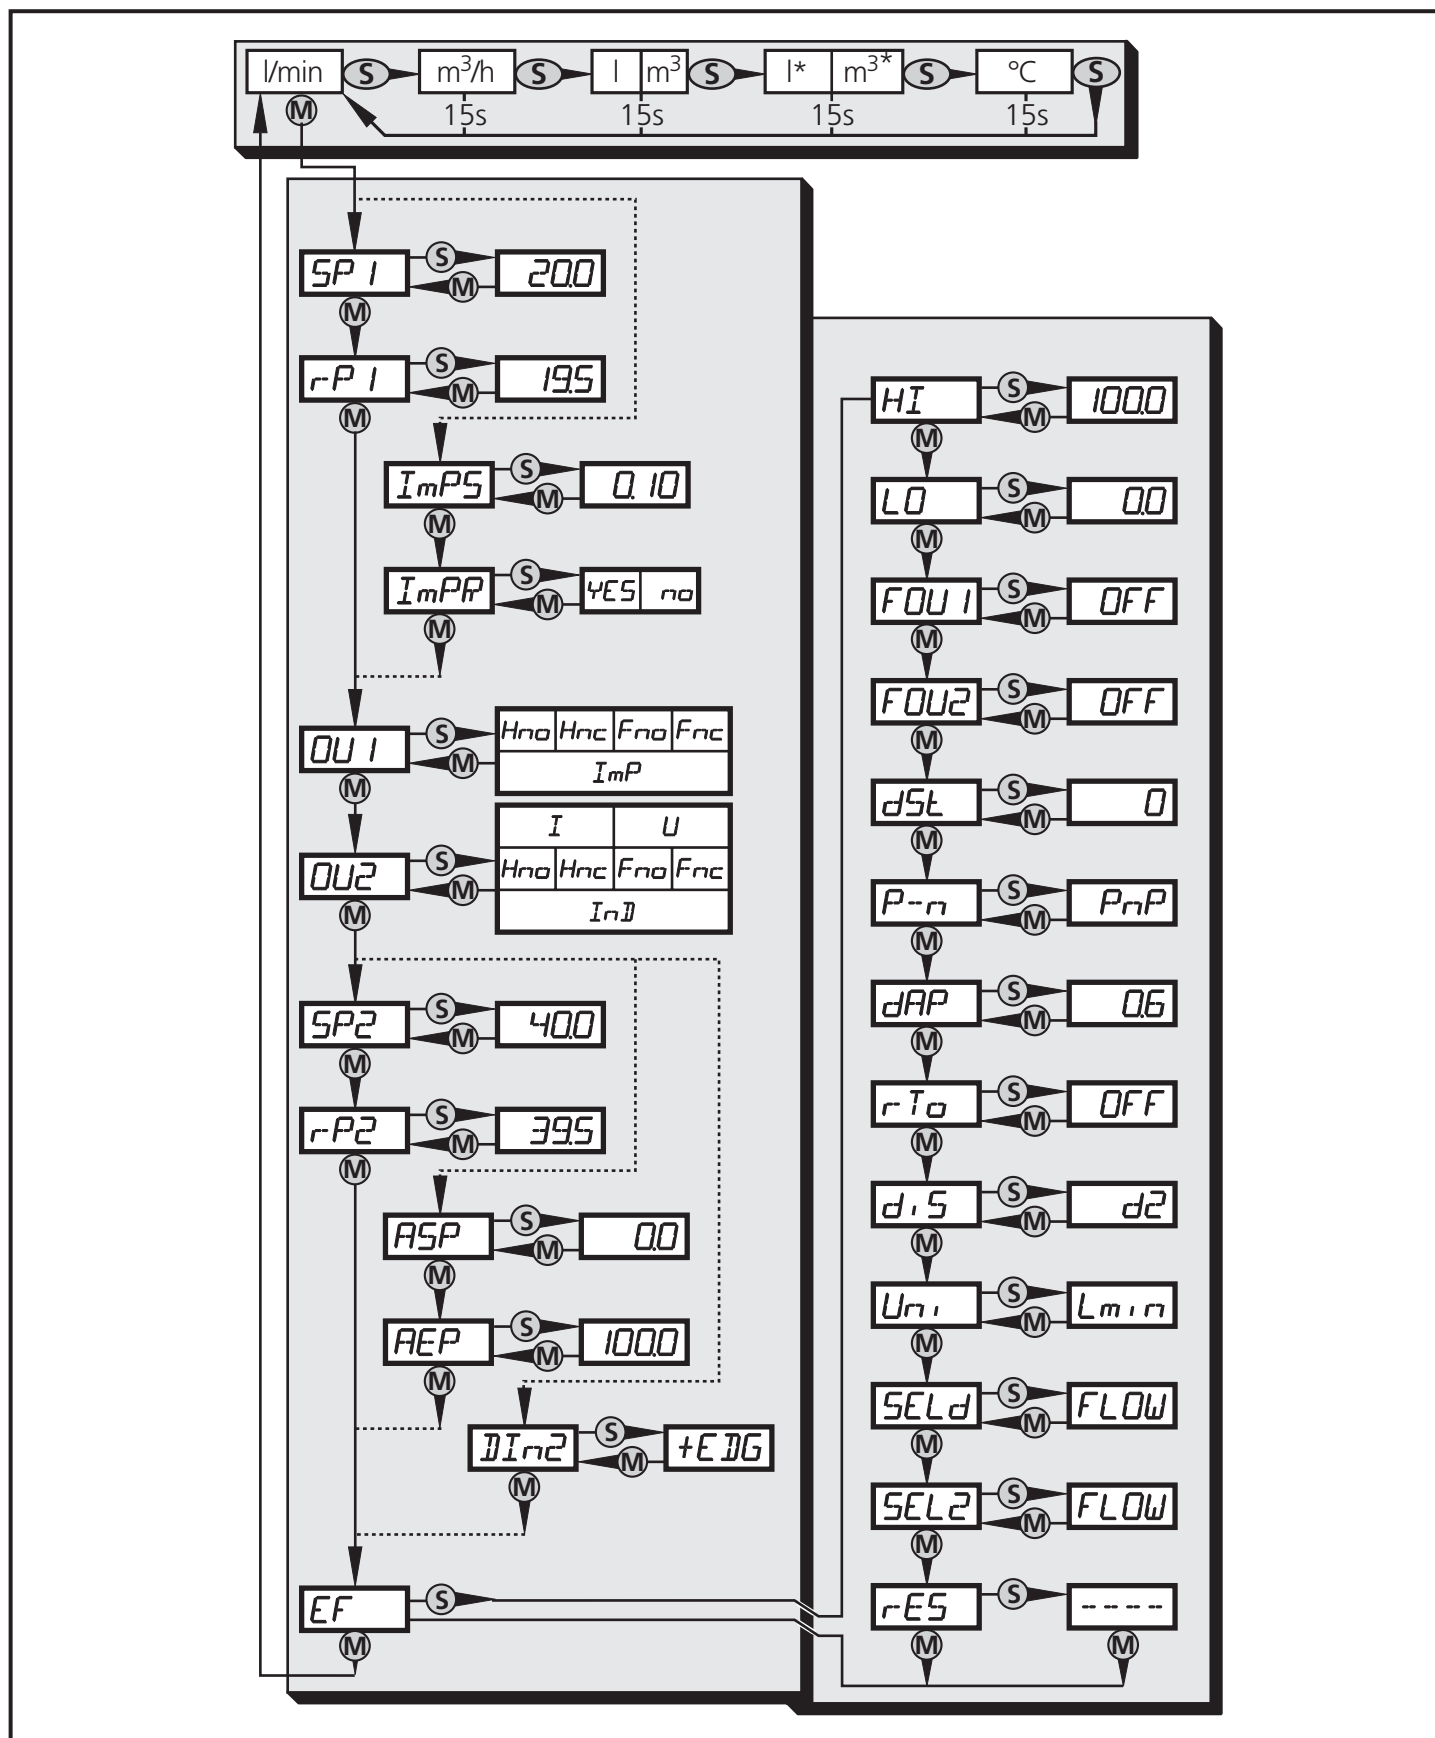 l/min S m³/h S l m³ S l* m³* S °C S
M 15s 15s 15s 15s
SP1 S M 20.0
M
rP1 S M 19.5
M
ImPS S M 0.10
M
ImPR S M YES no
M
OU1 S M Hno Hnc Fno Fnc
ImP
M
I U
OU2 S M Hno Hnc Fno Fnc
InD
M
SP2 S M 40.0
M
rP2 S M 39.5
M
ASP S M 0.0
M
AEP S M 100.0
M
DIn2 S M +EDG
M
EF S
M
HI S M 100.0
M
LO S M 0.0
M
FOU1 S M OFF
M
FOU2 S M OFF
M
dSt S M 0
M
P-n S M PnP
M
dAP S M 0.6
M
rTo S M OFF
M
diS S M d2
M
Uni S M Lmin
M
SELd S M FLOW
M
SEL2 S M FLOW
M
rES S ----
M M